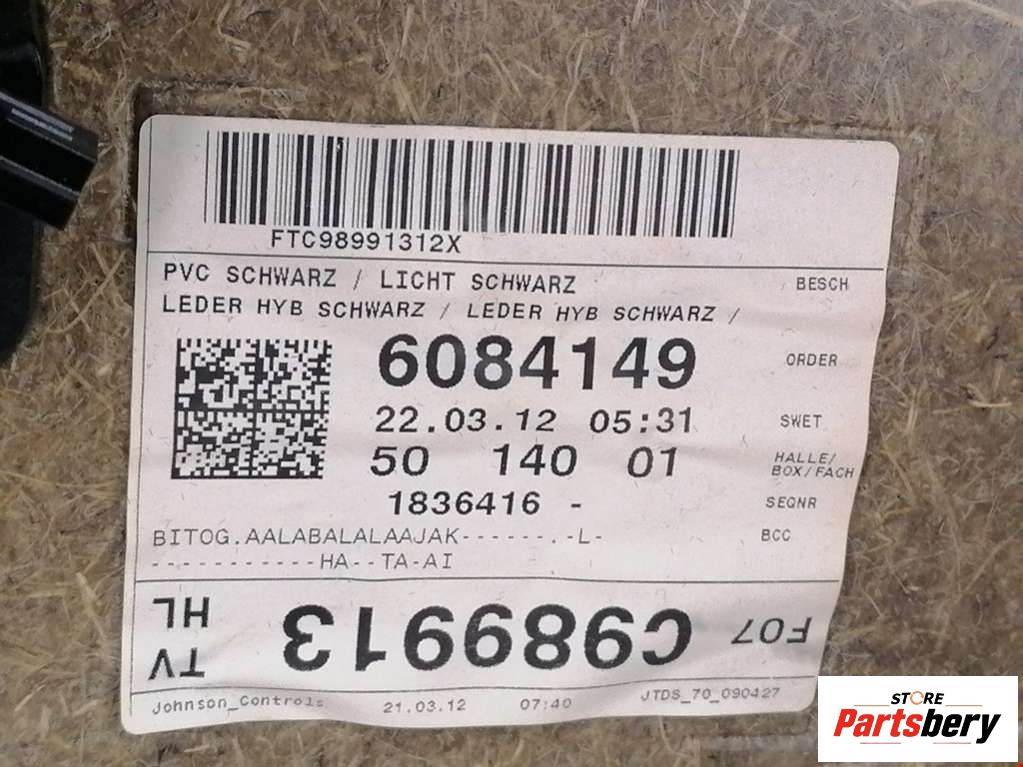 FTC98991312X
PVC SCHWARZ / LICHT SCHWARZ BESCH
LEDER HYB SCHWARZ / LEDER HYB SCHWARZ /
6084149 ORDER
22.03.12 05:31 SWET
50 140 01 HALLE/
BOX/FACH
1836416 - SEQNR
BITOG.AALABALALAAJAK-------.-L- BCC
------------HA--TA-AI
F07 C989913 HL
TV
Johnson_Controls 21.03.12 07:40 JTDS_70_090427
STORE
Partsbery